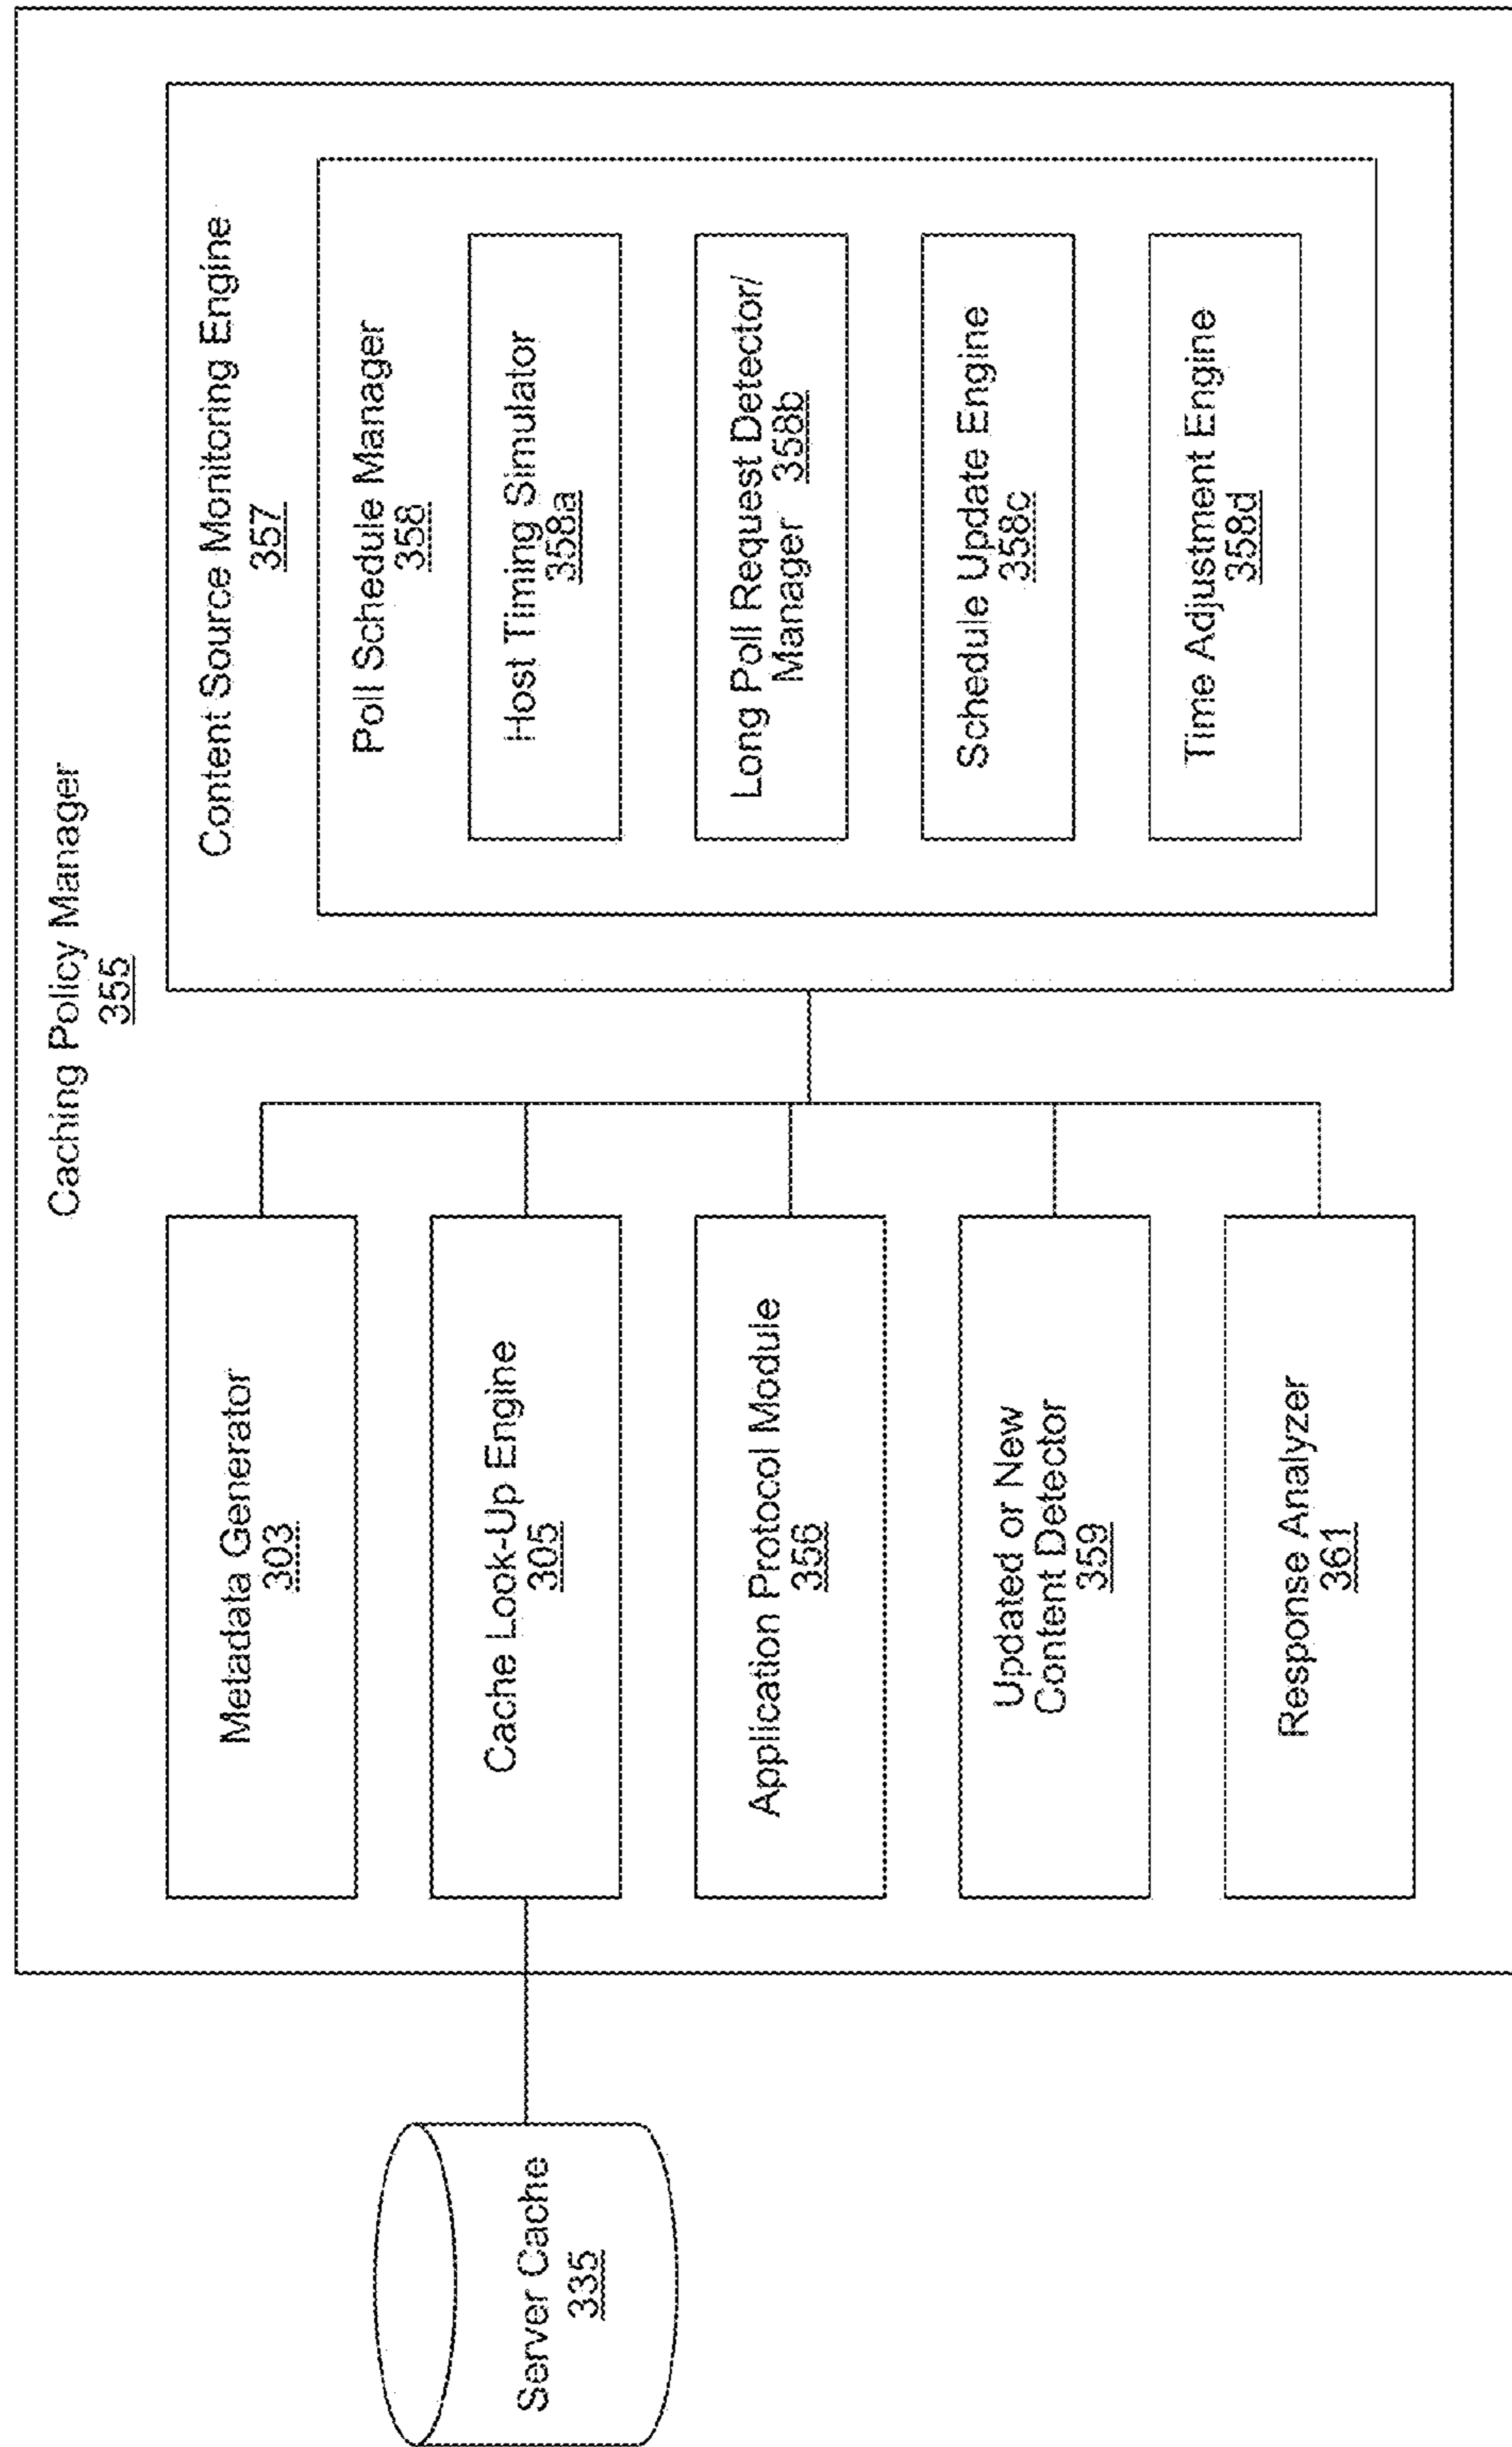 Caching Policy Manager
355
Server Cache
335
Metadata Generator
303
Cache Look-Up Engine
305
Application Protocol Module
356
Updated or New
Content Detector
359
Response Analyzer
361
Content Source Monitoring Engine
357
Poll Schedule Manager
358
Host Timing Simulator
358a
Long Poll Request Detector/
Manager 358b
Schedule Update Engine
358c
Time Adjustment Engine
358d